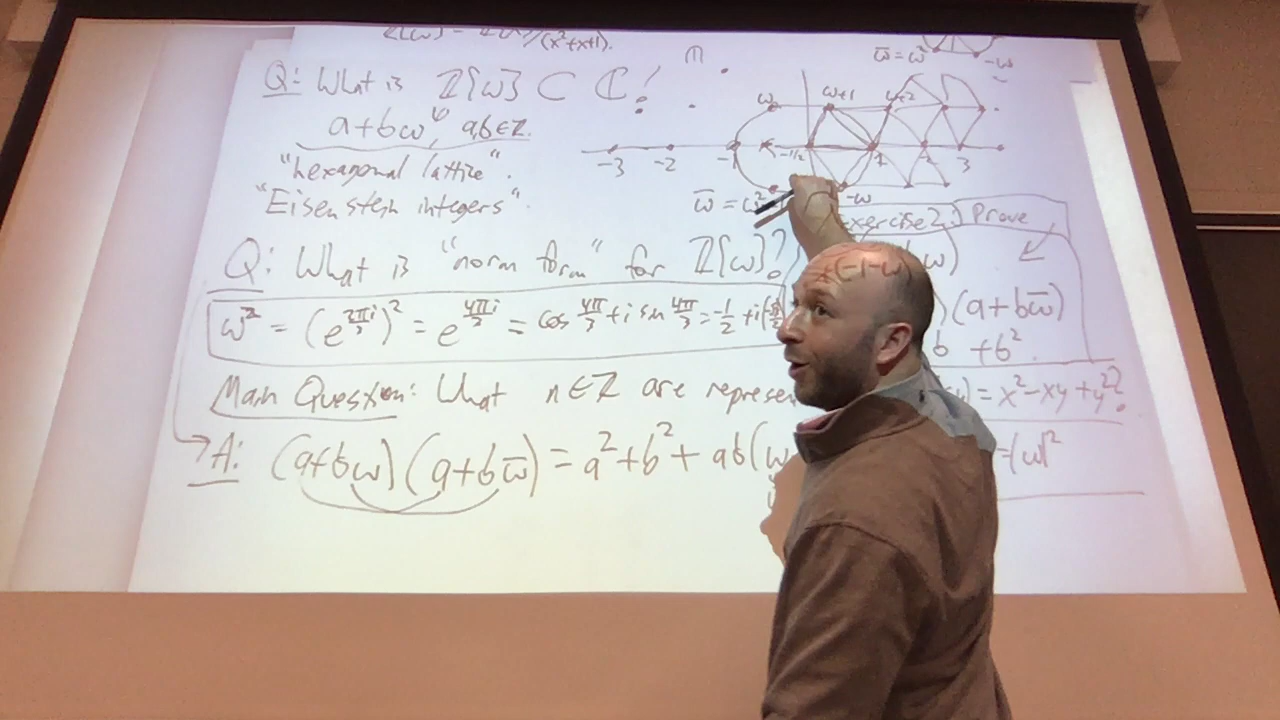 (x²+x+1).
Q: What is ℤ[ω] ⊂ ℂ!
a+bω, a,b∈ℤ.
"hexagonal lattice".
"Eisenstein integers".
ω̄=ω² -ω
ω ω+1 ω+2
-3 -2 -1 -1/2 1 2 3
ω̄ = ω² -ω
exercise 2.) Prove
Q: What is "norm form" for ℤ[ω]?
(-1-ω) ω)
ω² = (e^{2πi/3})² = e^{4πi/3} = cos 4π/3 + i sin 4π/3 = -1/2 + i(
)(a+bω̄)
b +b².
Main Question: What n∈ℤ are represen = x²-xy+y²?
A: (a+bω)(a+bω̄) = a²+b²+ ab(ω =|ω|²